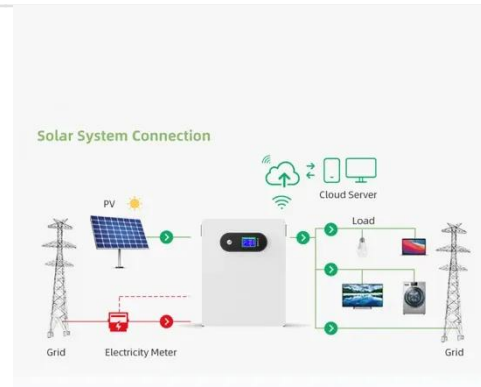 Solar System Connection
Cloud Server
PV
Load
Grid
Electricity Meter
Grid